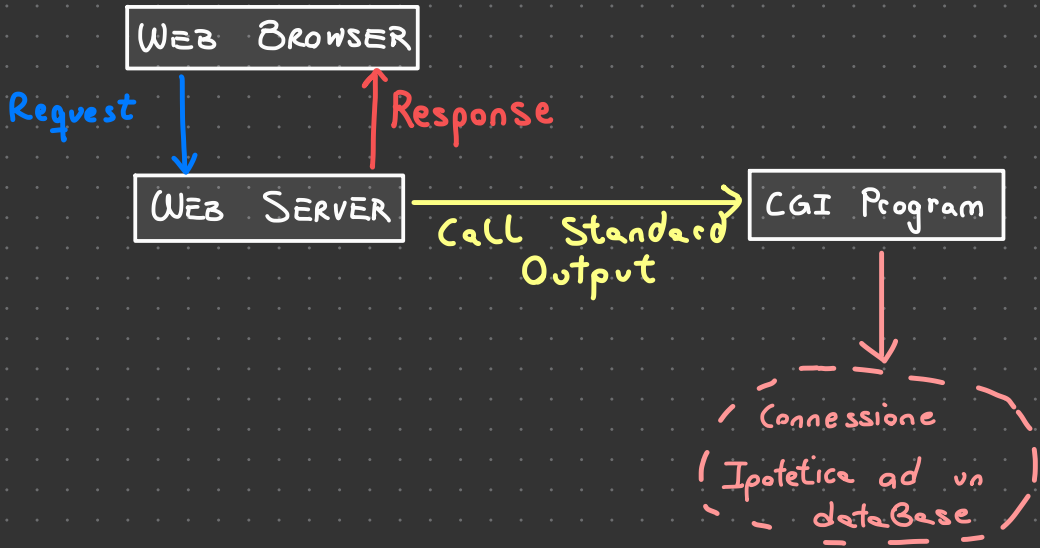 WEB BROWSER
Request
Response
WEB SERVER
Call Standard
Output
CGI Program
Connessione
Ipotetica ad un
dataBase